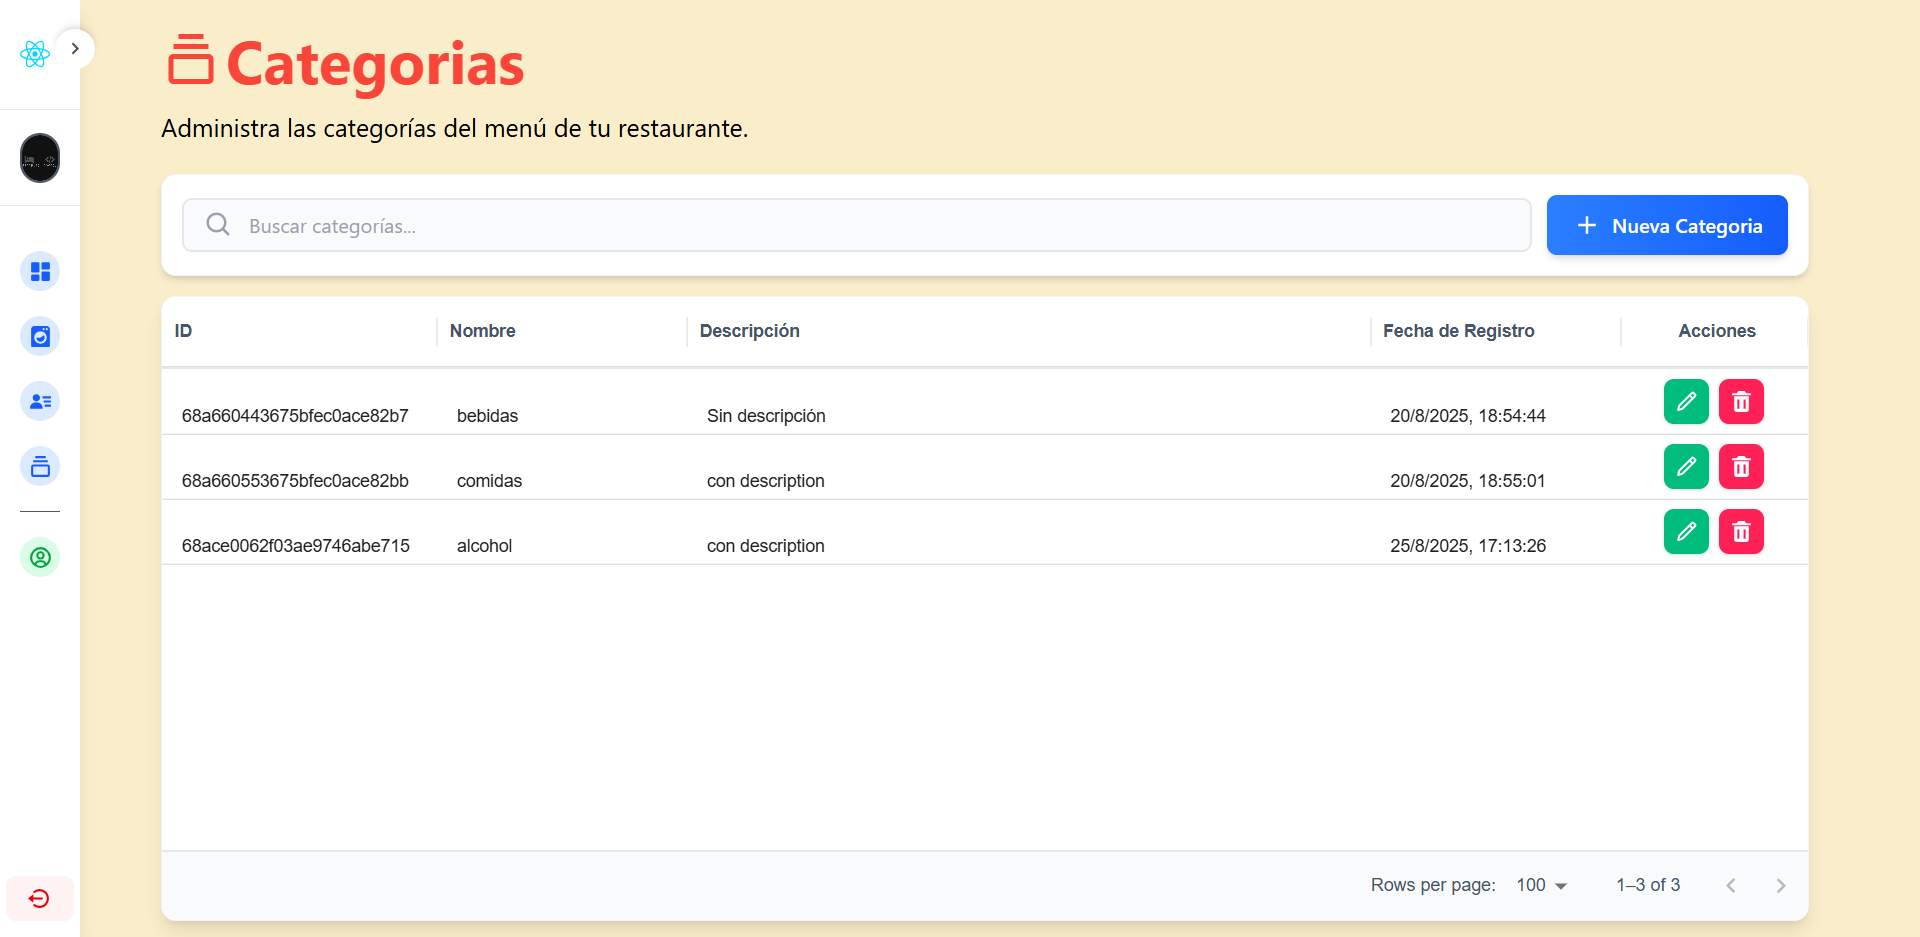 Categorias
Administra las categorías del menú de tu restaurante.
Buscar categorías...
Nueva Categoria
ID Nombre Descripción Fecha de Registro Acciones
68a660443675bfec0ace82b7 bebidas Sin descripción 20/8/2025, 18:54:44
68a660553675bfec0ace82bb comidas con description 20/8/2025, 18:55:01
68ace0062f03ae9746abe715 alcohol con description 25/8/2025, 17:13:26
Rows per page: 100 1–3 of 3